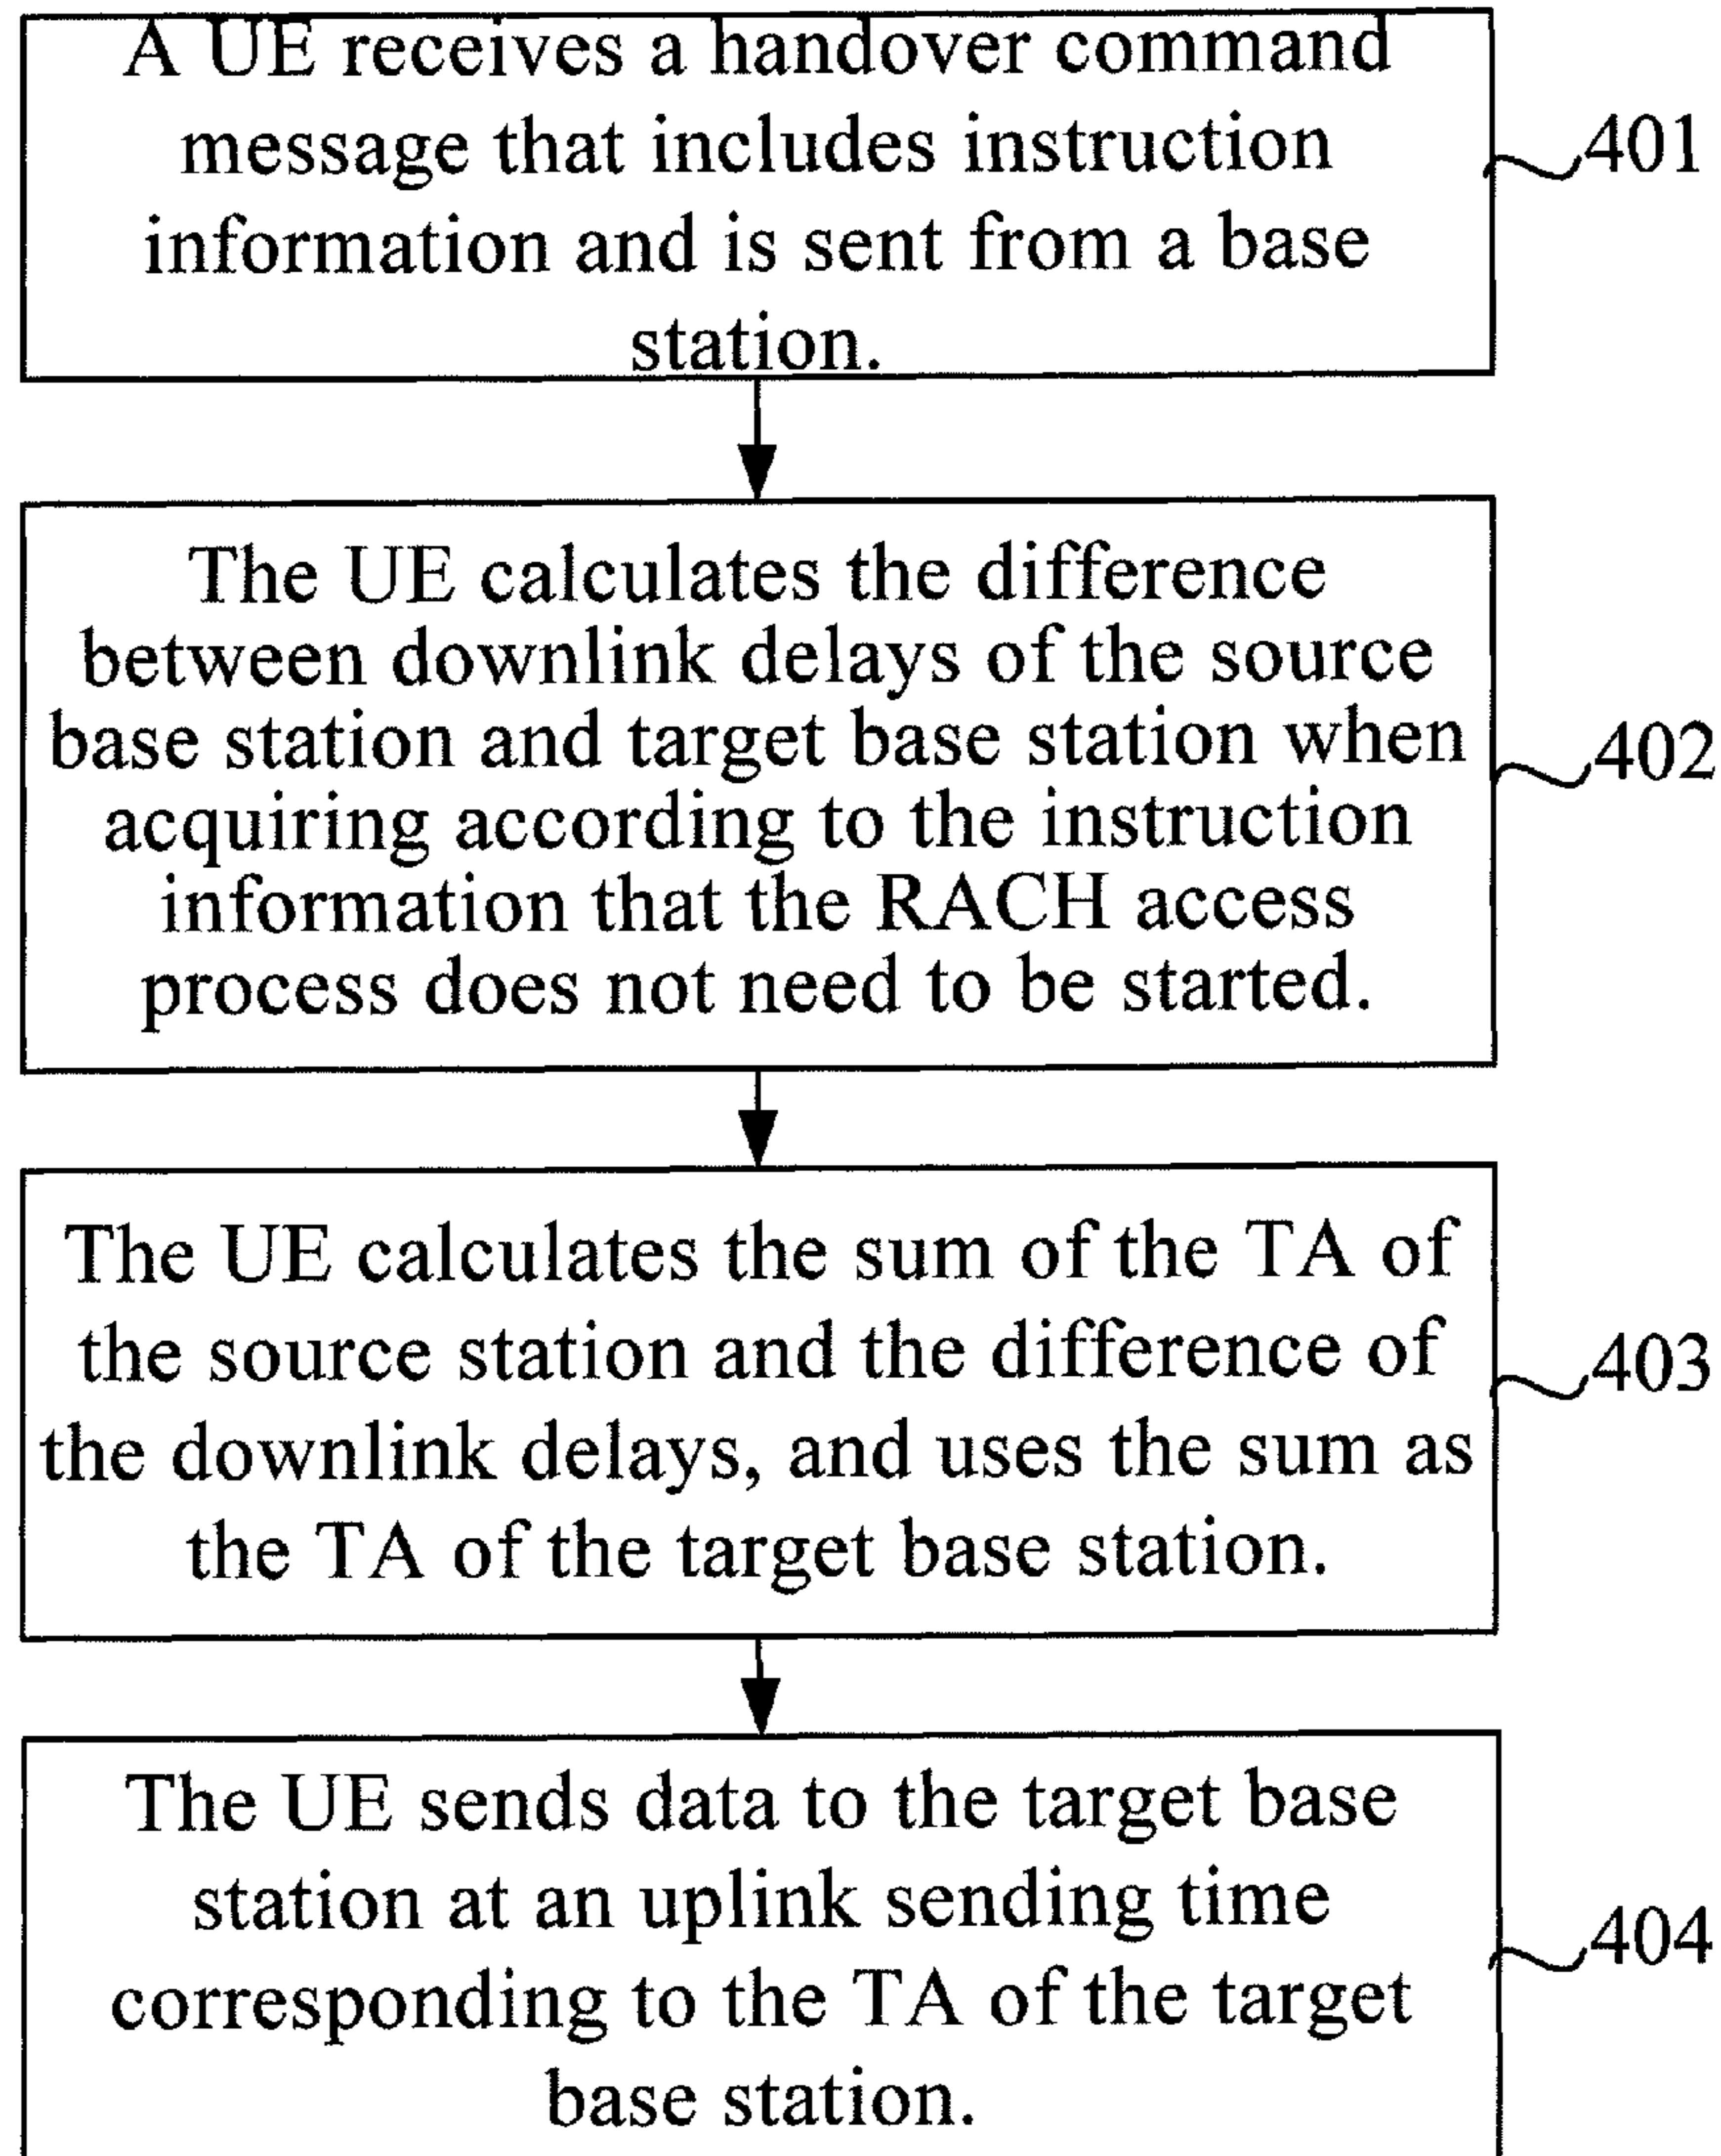 A UE receives a handover command
message that includes instruction
information and is sent from a base
station.
401
The UE calculates the difference
between downlink delays of the source
base station and target base station when
acquiring according to the instruction
information that the RACH access
process does not need to be started.
402
The UE calculates the sum of the TA of
the source station and the difference of
the downlink delays, and uses the sum as
the TA of the target base station.
403
The UE sends data to the target base
station at an uplink sending time
corresponding to the TA of the target
base station.
404